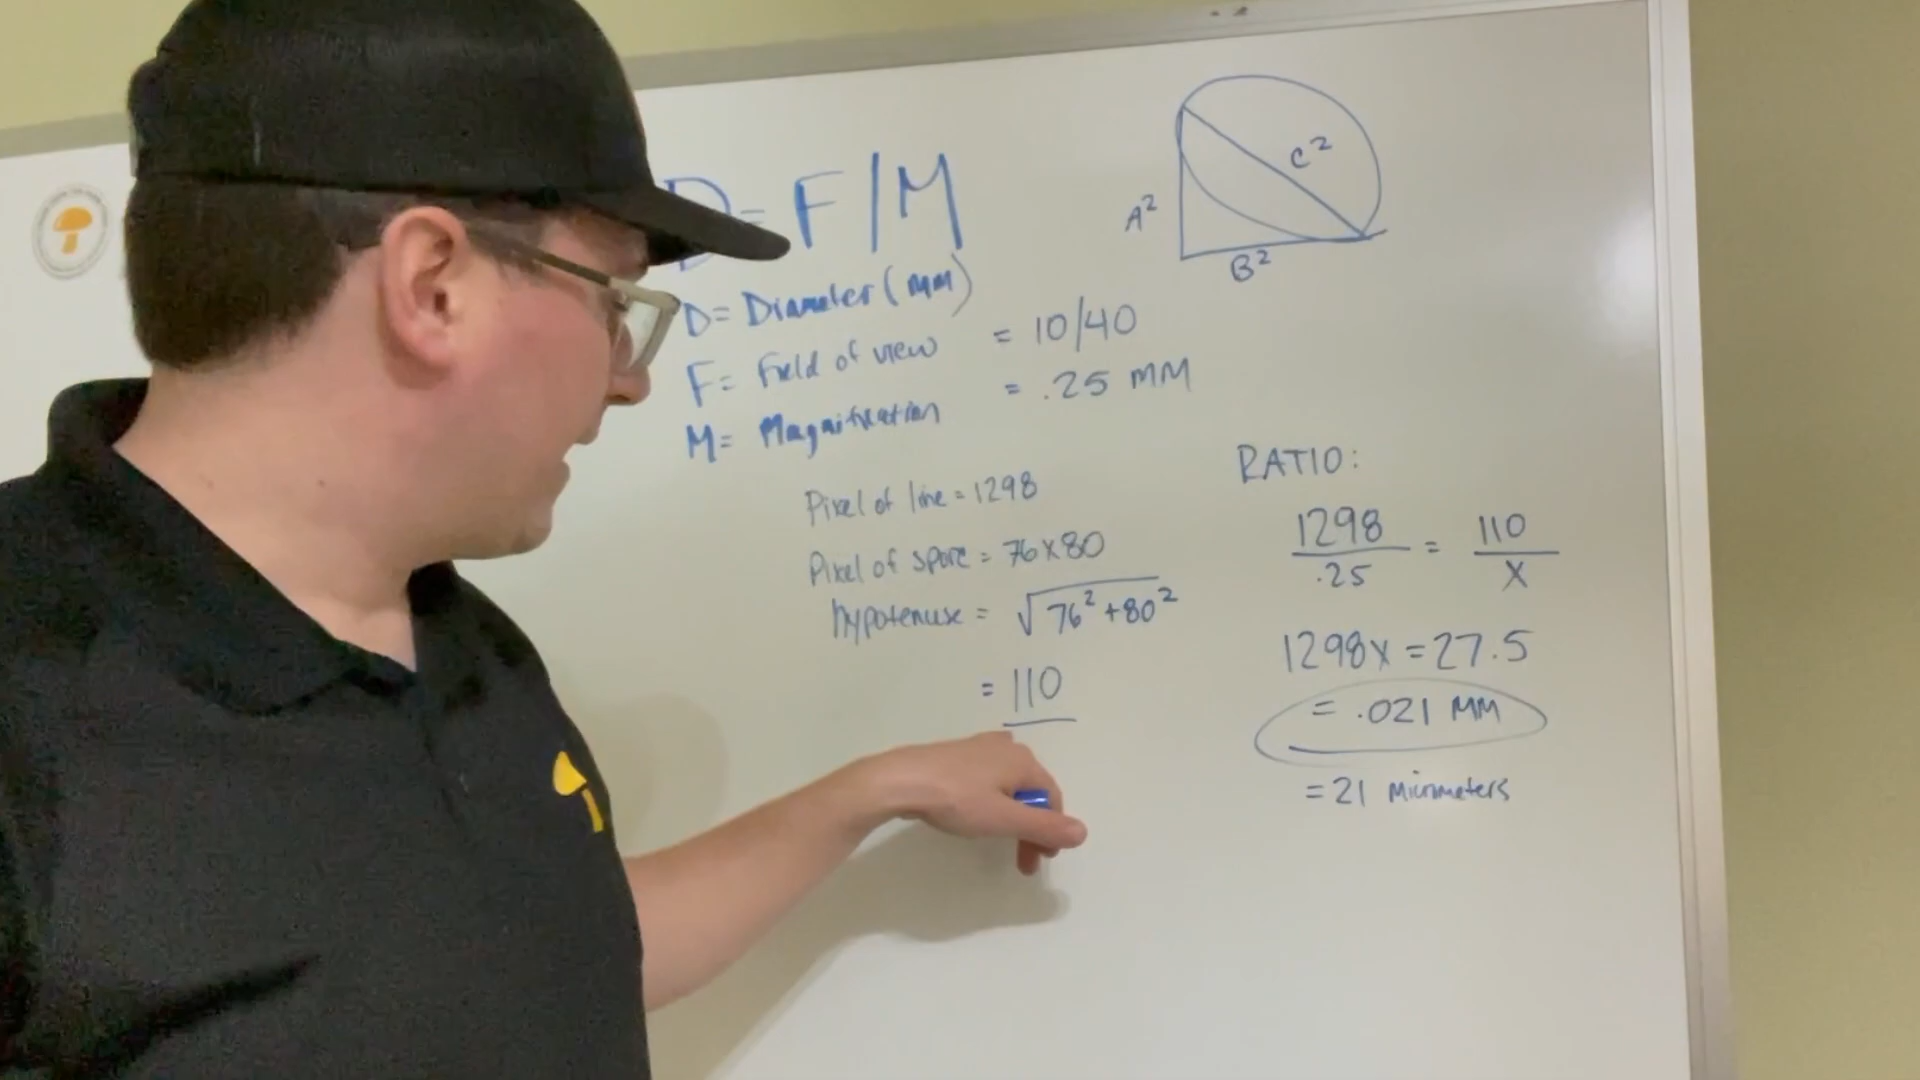 D = F/M
D = Diameter (MM)
F = Field of view
M = Magnification
= 10/40
= .25 MM
A²
B²
C²
Pixel of line = 1298
Pixel of spore = 76x80
hypotenuse = √76²+80²
= 110
RATIO:
1298/.25 = 110/X
1298x = 27.5
= .021 MM
= 21 Micrometers